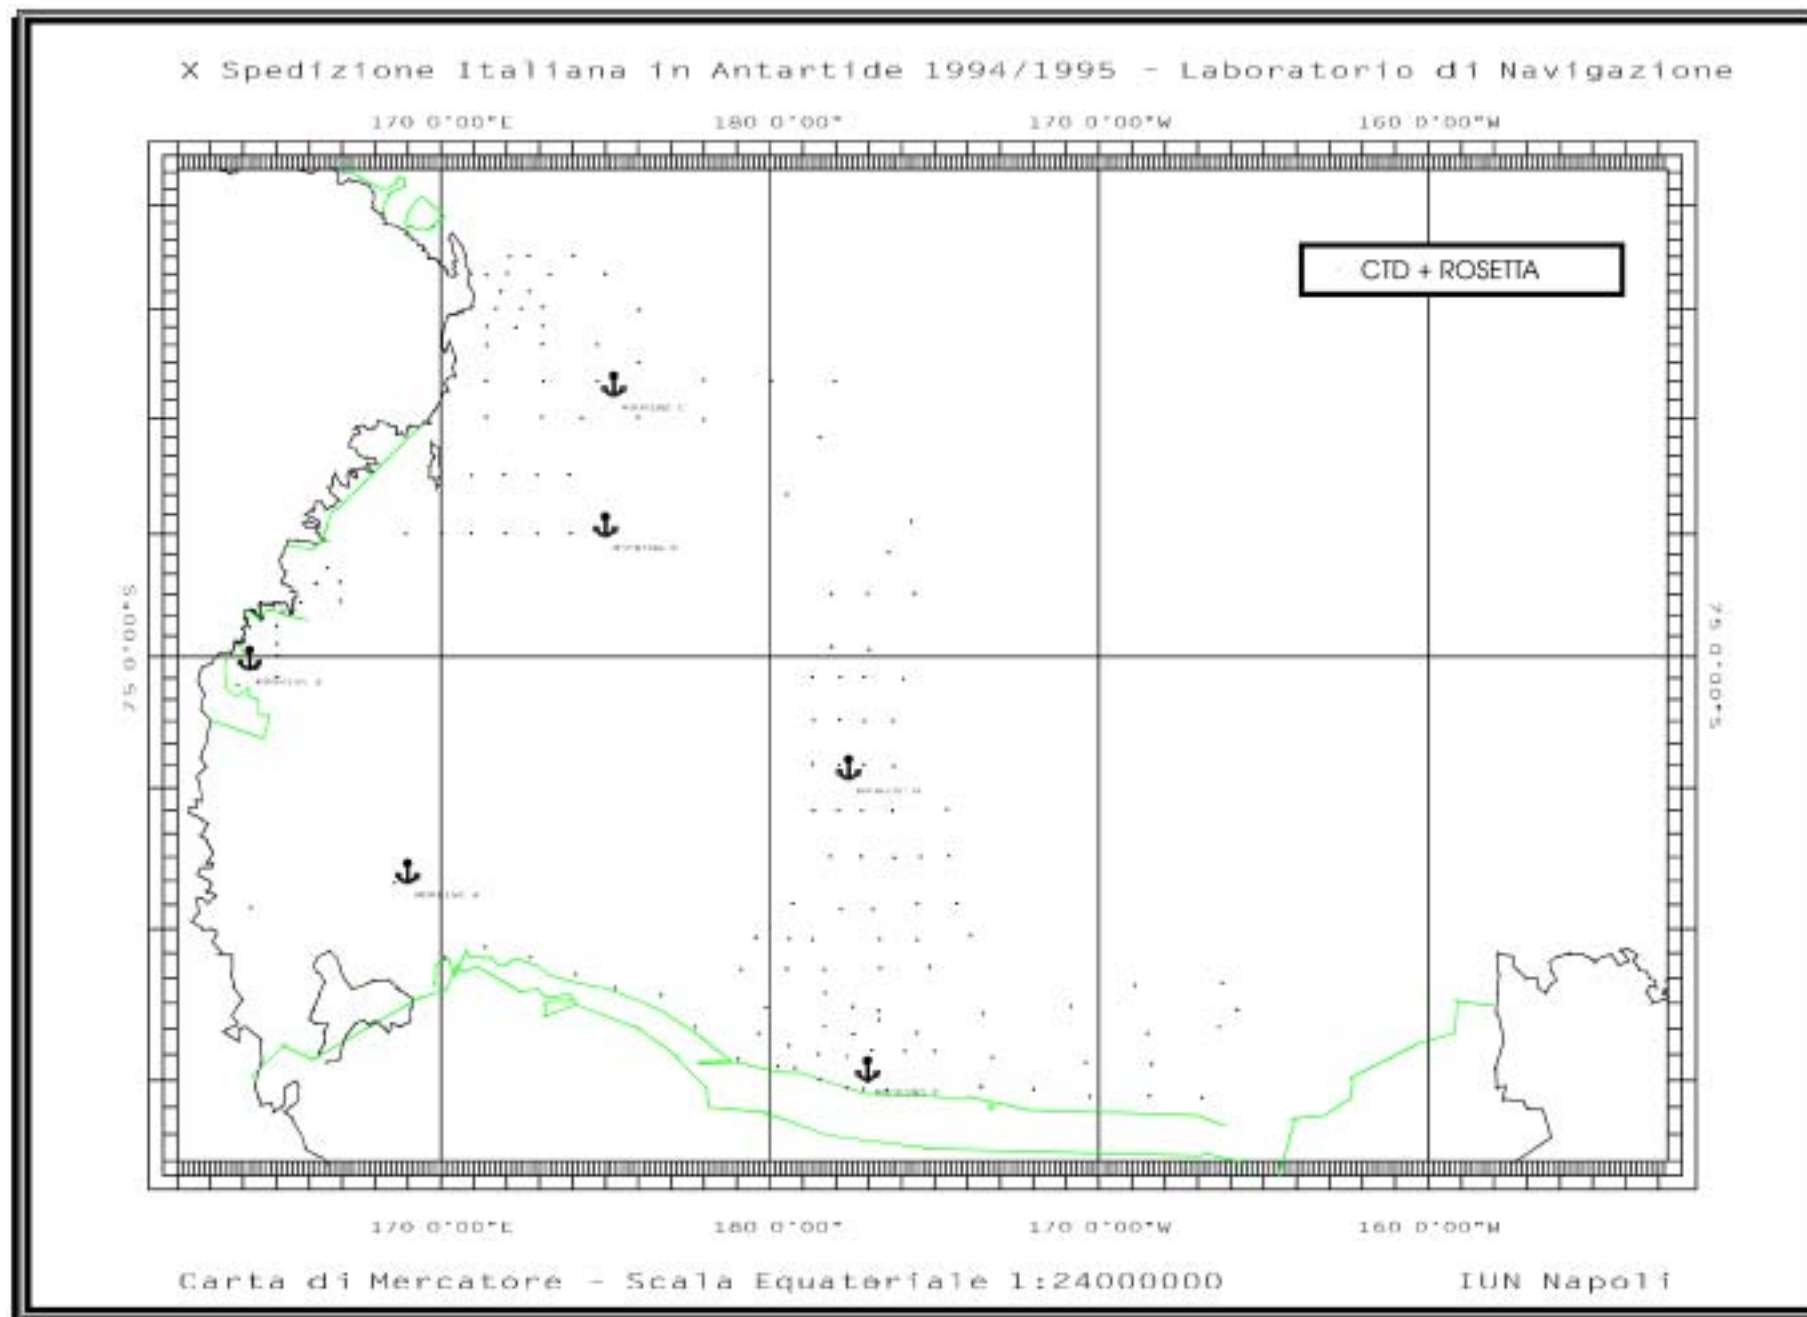 X Spedizione Italiana in Antartide 1994/1995 - Laboratorio di Navigazione
170 0'00"E 180 0'00" 170 0'00"W 160 0'00"W
CTD + ROSETTA
75 0'00"S 75 0'00"S
170 0'00"E 180 0'00" 170 0'00"W 160 0'00"W
Carta di Mercatore - Scala Equatoriale 1:24000000 IUN Napoli